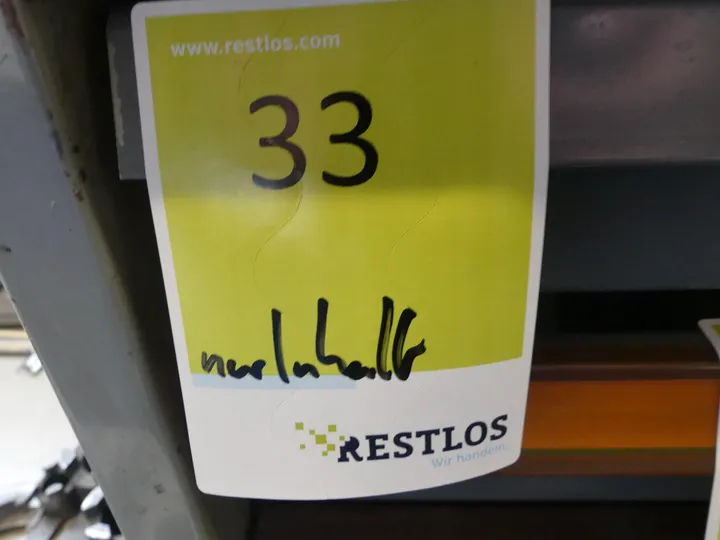 www.restlos.com
33
nur Inhalt
RESTLOS
Wir handeln.